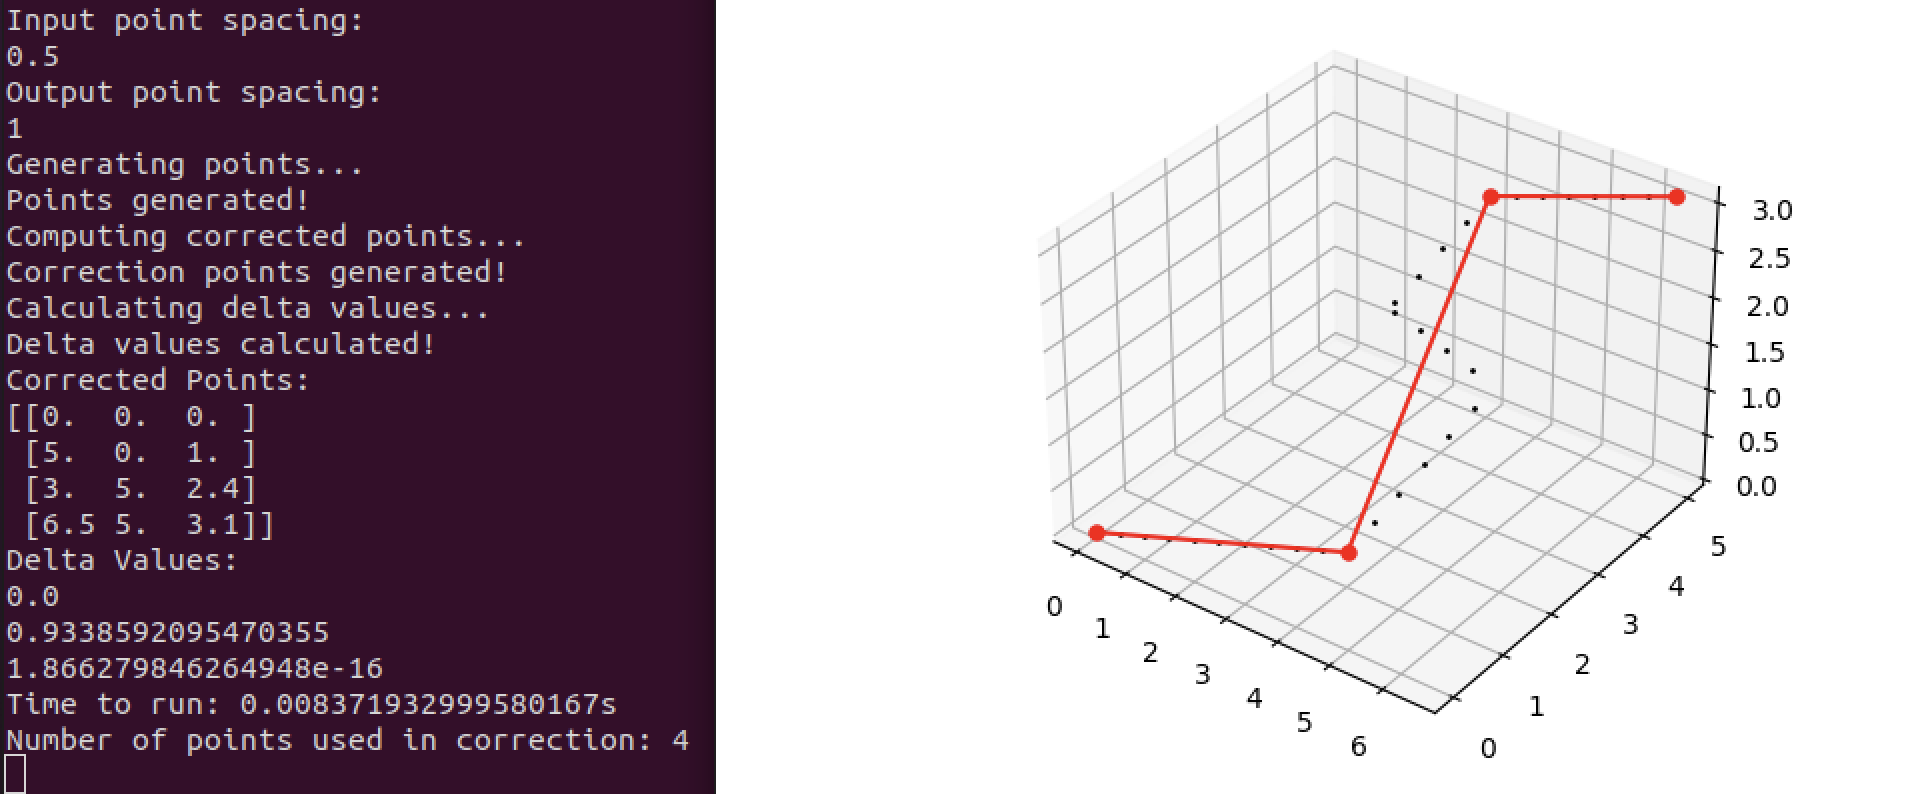 Input point spacing:
0.5
Output point spacing:
1
Generating points...
Points generated!
Computing corrected points...
Correction points generated!
Calculating delta values...
Delta values calculated!
Corrected Points:
[[0.  0.  0. ]
 [5.  0.  1. ]
 [3.  5.  2.4]
 [6.5 5.  3.1]]
Delta Values:
0.0
0.9338592095470355
1.866279846264948e-16
Time to run: 0.0083719329999580167s
Number of points used in correction: 4
3.0
2.5
2.0
1.5
1.0
0.5
0.0
0
1
2
3
4
5
6
0
1
2
3
4
5